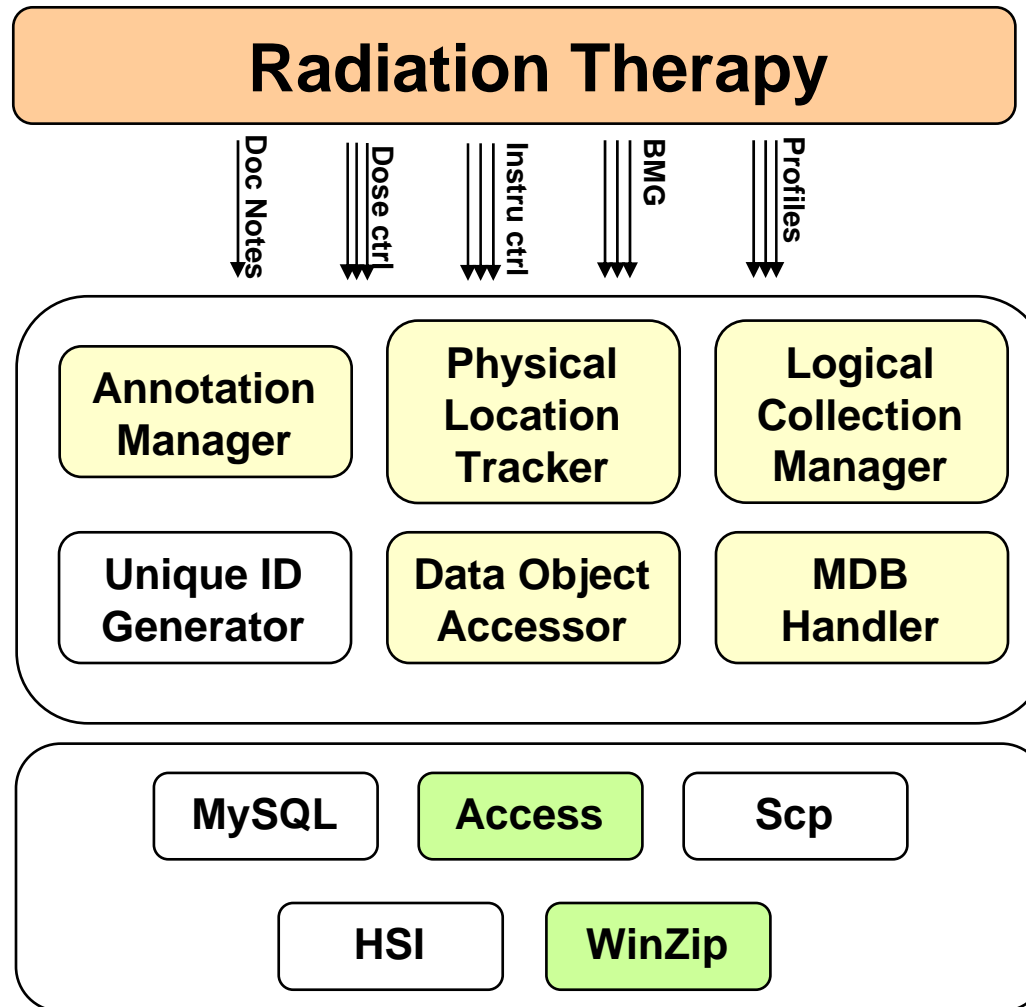 Radiation Therapy
Doc Notes
Dose ctrl
Instru ctrl
BMG
Profiles
Annotation
Manager
Physical
Location
Tracker
Logical
Collection
Manager
Unique ID
Generator
Data Object
Accessor
MDB
Handler
MySQL
Access
Scp
HSI
WinZip